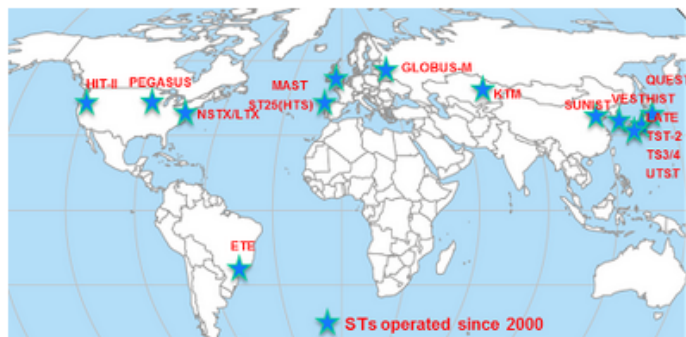 HIT-II
PEGASUS
NSTX/LTX
MAST
ST25(HTS)
GLOBUS-M
KTM
SUNIST
VEST
HIST
QUEST
LATE
TST-2
TS3/4
UTST
ETE
STs operated since 2000